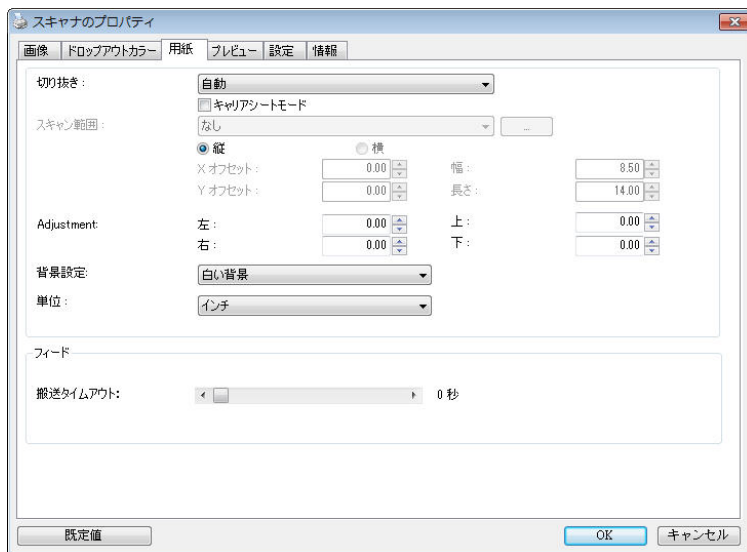 スキャナのプロパティ
画像 ドロップアウトカラー 用紙 プレビュー 設定 情報
切り抜き: 自動
キャリアシートモード
スキャン範囲: なし ...
縦 横
X オフセット: 0.00 幅: 8.50
Y オフセット: 0.00 長さ: 14.00
Adjustment: 左: 0.00 上: 0.00
右: 0.00 下: 0.00
背景設定: 白い背景
単位: インチ
フィード
搬送タイムアウト: 0 秒
既定値 OK キャンセル